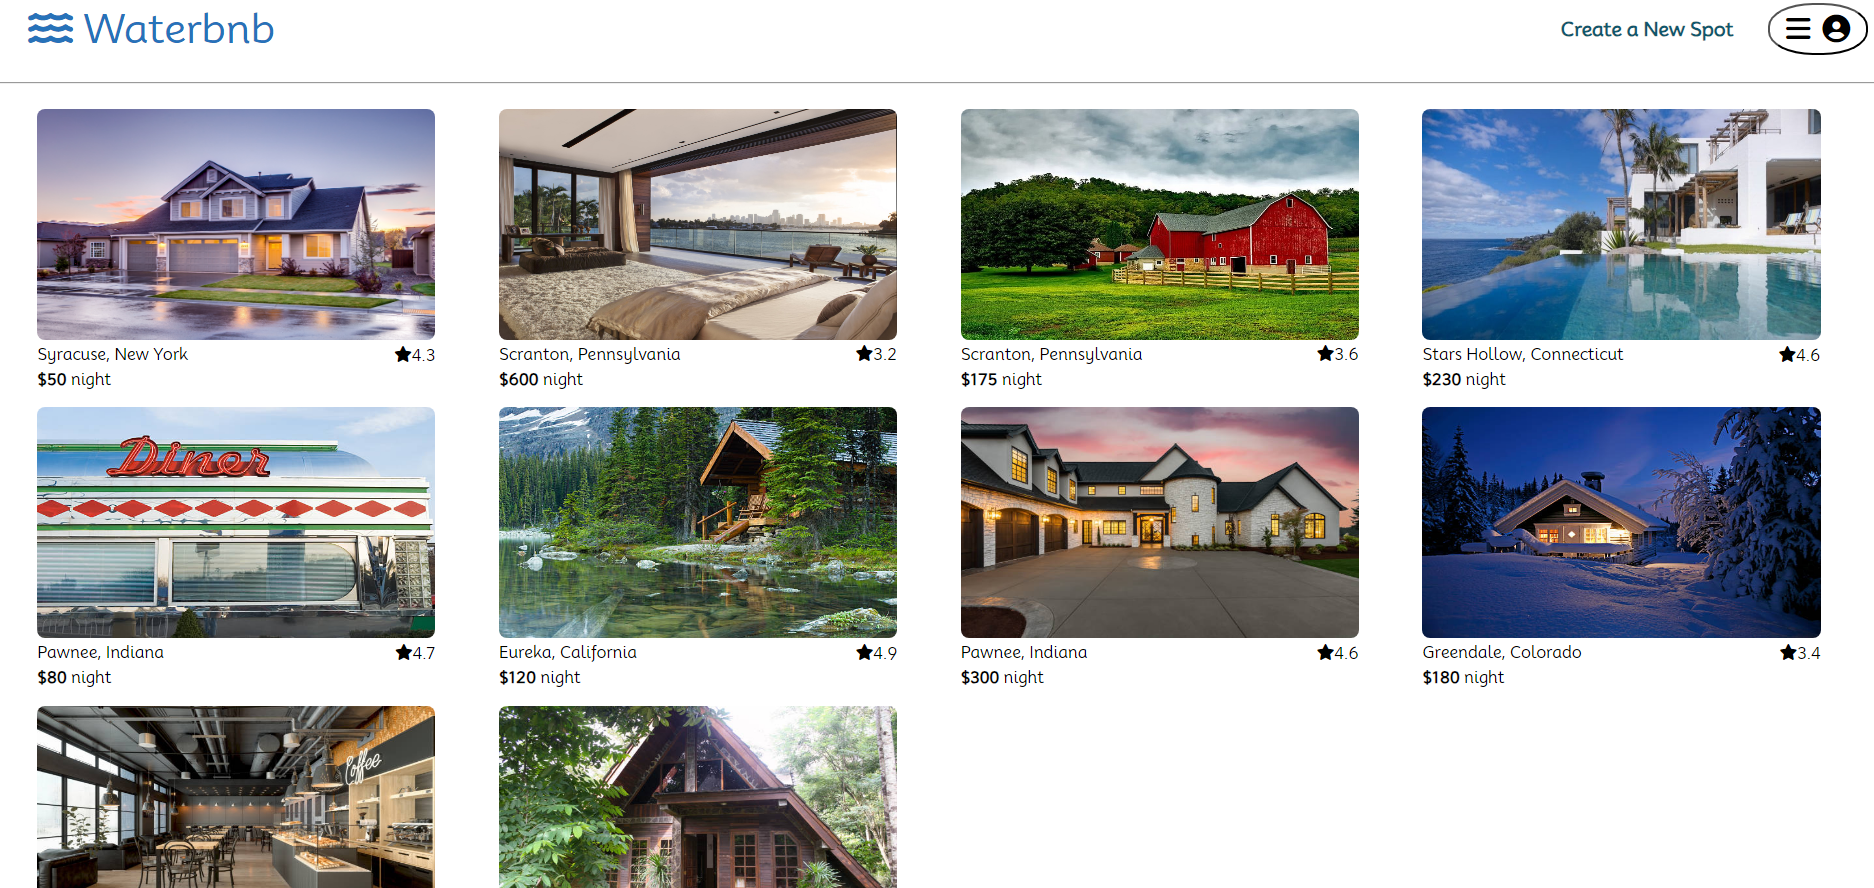 Waterbnb
Create a New Spot
Syracuse, New York ★4.3
$50 night
Scranton, Pennsylvania ★3.2
$600 night
Scranton, Pennsylvania ★3.6
$175 night
Stars Hollow, Connecticut ★4.6
$230 night
Diner
Pawnee, Indiana ★4.7
$80 night
Eureka, California ★4.9
$120 night
Pawnee, Indiana ★4.6
$300 night
Greendale, Colorado ★3.4
$180 night
Coffee